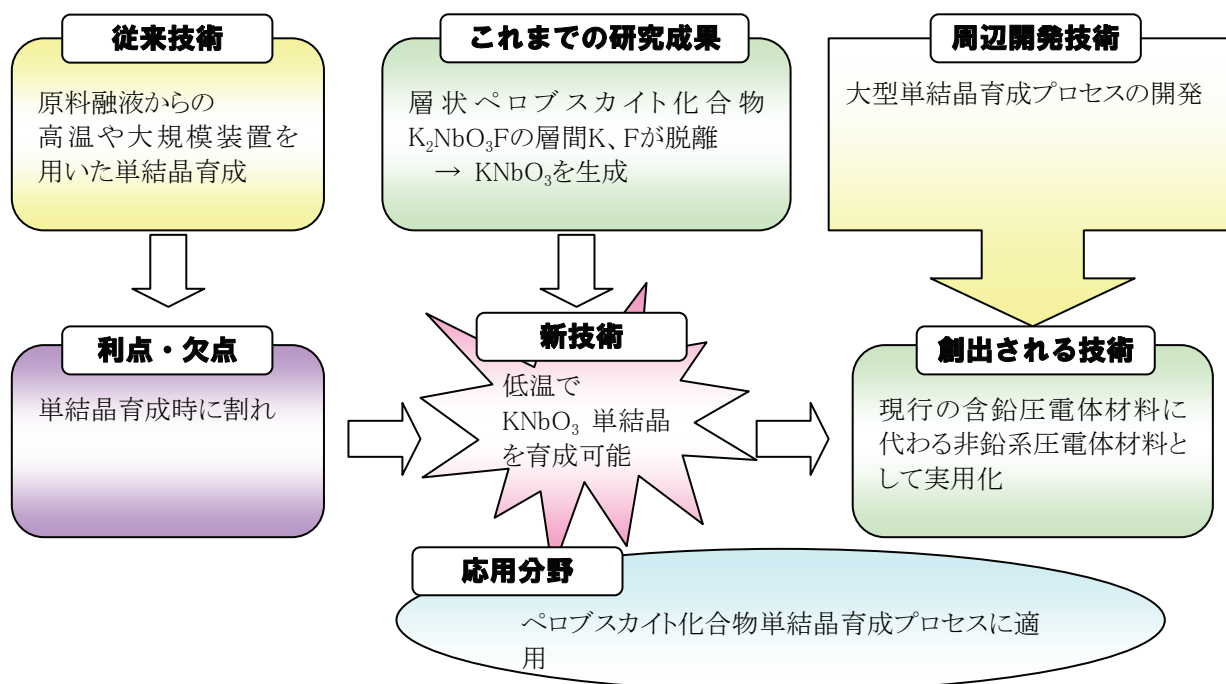 従来技術
原料融液からの
高温や大規模装置を
用いた単結晶育成
これまでの研究成果
層状ペロブスカイト化合物
K₂NbO₃Fの層間K、Fが脱離
→ KNbO₃を生成
周辺開発技術
大型単結晶育成プロセスの開発
利点・欠点
単結晶育成時に割れ
新技術
低温で
KNbO₃ 単結晶
を育成可能
創出される技術
現行の含鉛圧電体材料に
代わる非鉛系圧電体材料と
して実用化
応用分野
ペロブスカイト化合物単結晶育成プロセスに適
用